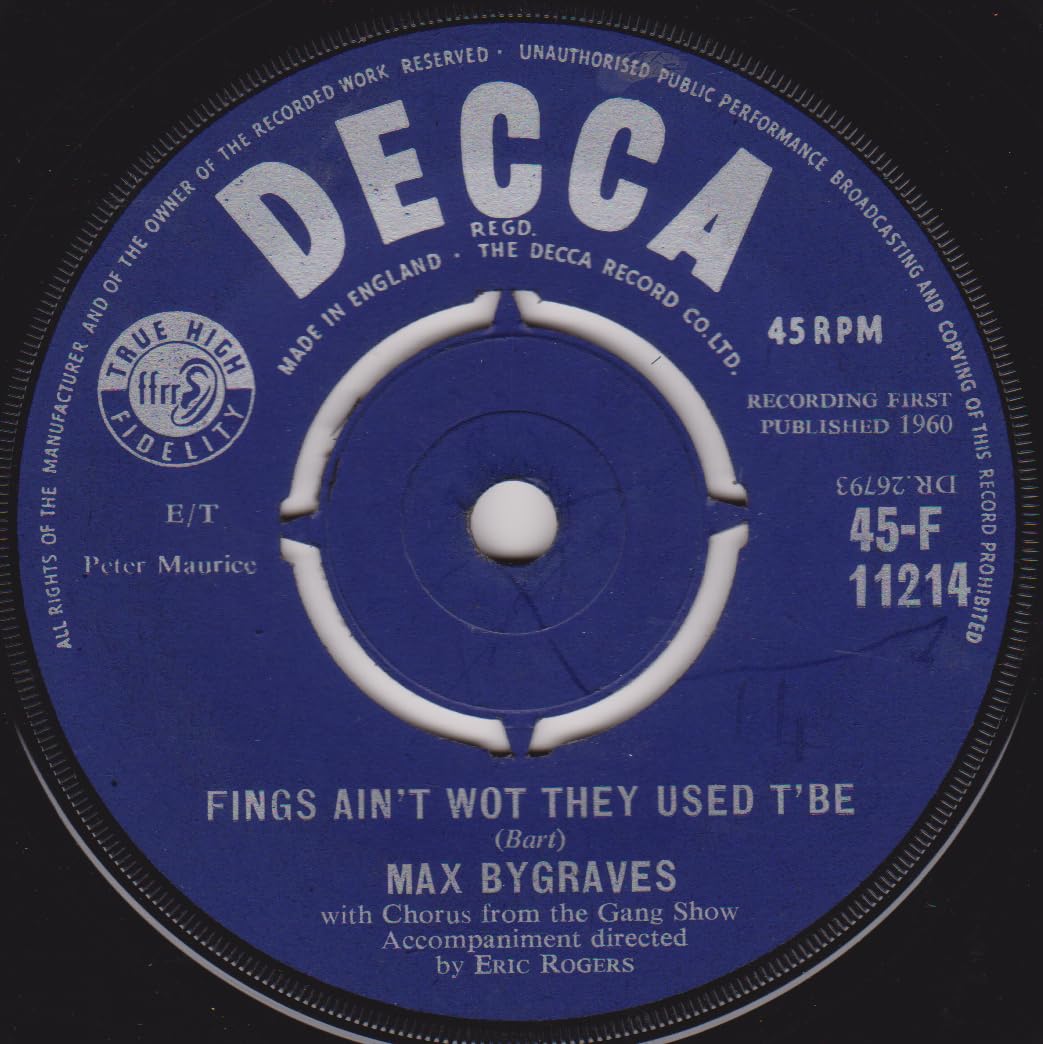 ALL RIGHTS OF THE MANUFACTURER AND OF THE OWNER OF THE RECORDED WORK RESERVED · UNAUTHORISED PUBLIC PERFORMANCE BROADCASTING AND COPYING OF THIS RECORD PROHIBITED
DECCA
REGD.
MADE IN ENGLAND · THE DECCA RECORD CO. LTD.
TRUE HIGH
ffrr
FIDELITY
45 RPM
RECORDING FIRST
PUBLISHED 1960
DR. 26793
E/T
45-F
Peter Maurice
11214
FINGS AIN'T WOT THEY USED T'BE
(Bart)
MAX BYGRAVES
with Chorus from the Gang Show
Accompaniment directed
by ERIC ROGERS